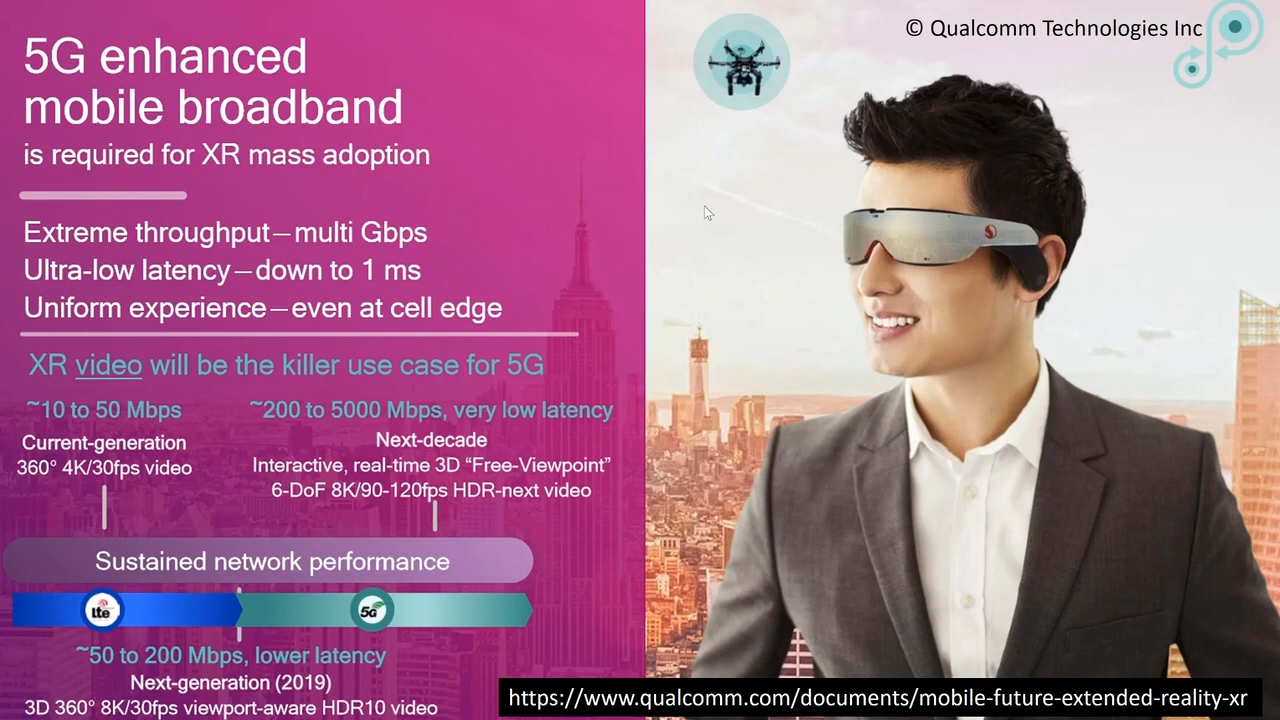 5G enhanced
mobile broadband
is required for XR mass adoption
Extreme throughput—multi Gbps
Ultra-low latency—down to 1 ms
Uniform experience—even at cell edge
XR video will be the killer use case for 5G
~10 to 50 Mbps
Current-generation
360° 4K/30fps video
~200 to 5000 Mbps, very low latency
Next-decade
Interactive, real-time 3D “Free-Viewpoint”
6-DoF 8K/90-120fps HDR-next video
Sustained network performance
lte
5G
~50 to 200 Mbps, lower latency
Next-generation (2019)
3D 360° 8K/30fps viewport-aware HDR10 video
© Qualcomm Technologies Inc
https://www.qualcomm.com/documents/mobile-future-extended-reality-xr